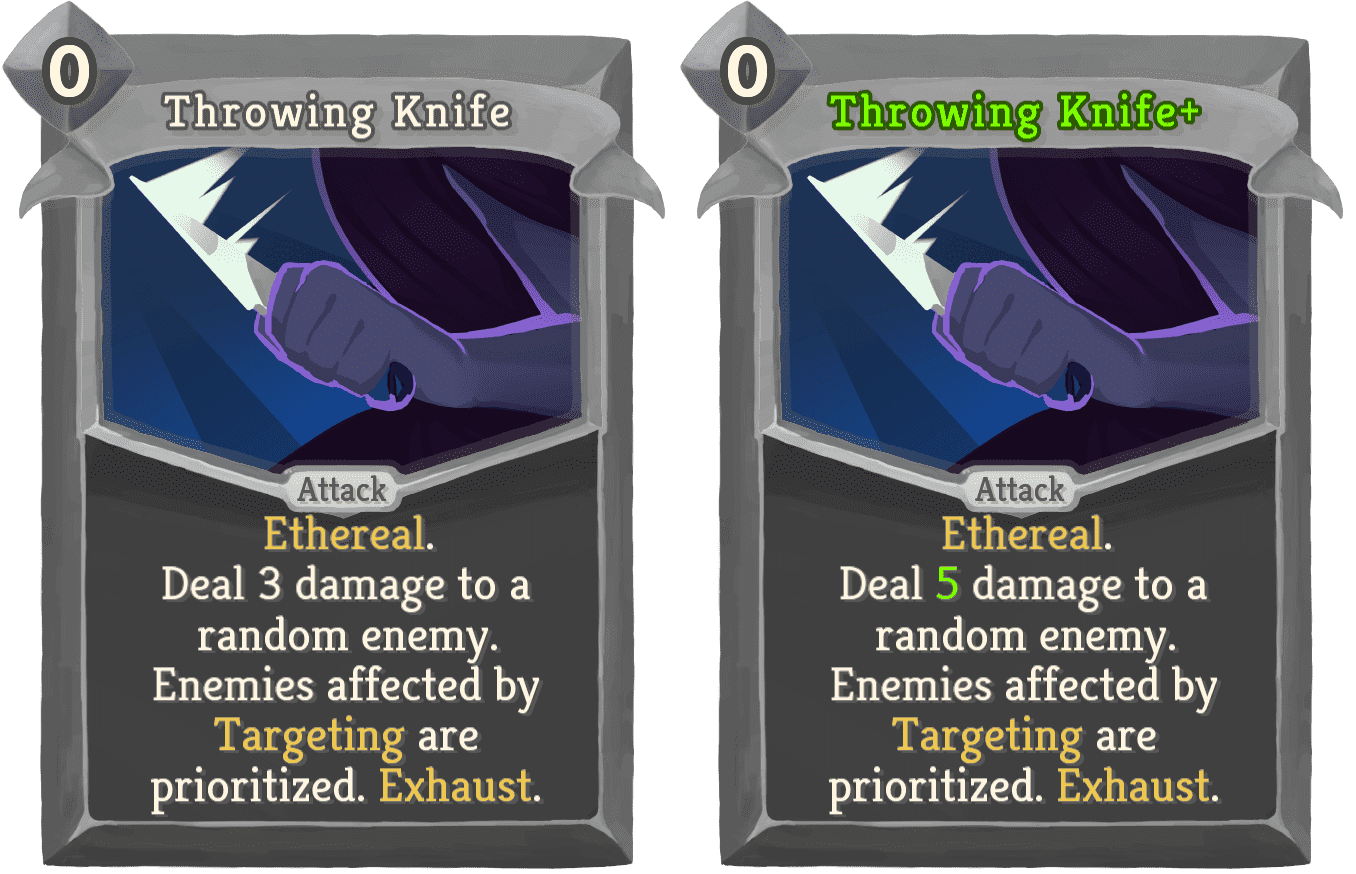 0
Throwing Knife
Attack
Ethereal.
Deal 3 damage to a
random enemy.
Enemies affected by
Targeting are
prioritized. Exhaust.
0
Throwing Knife+
Attack
Ethereal.
Deal 5 damage to a
random enemy.
Enemies affected by
Targeting are
prioritized. Exhaust.